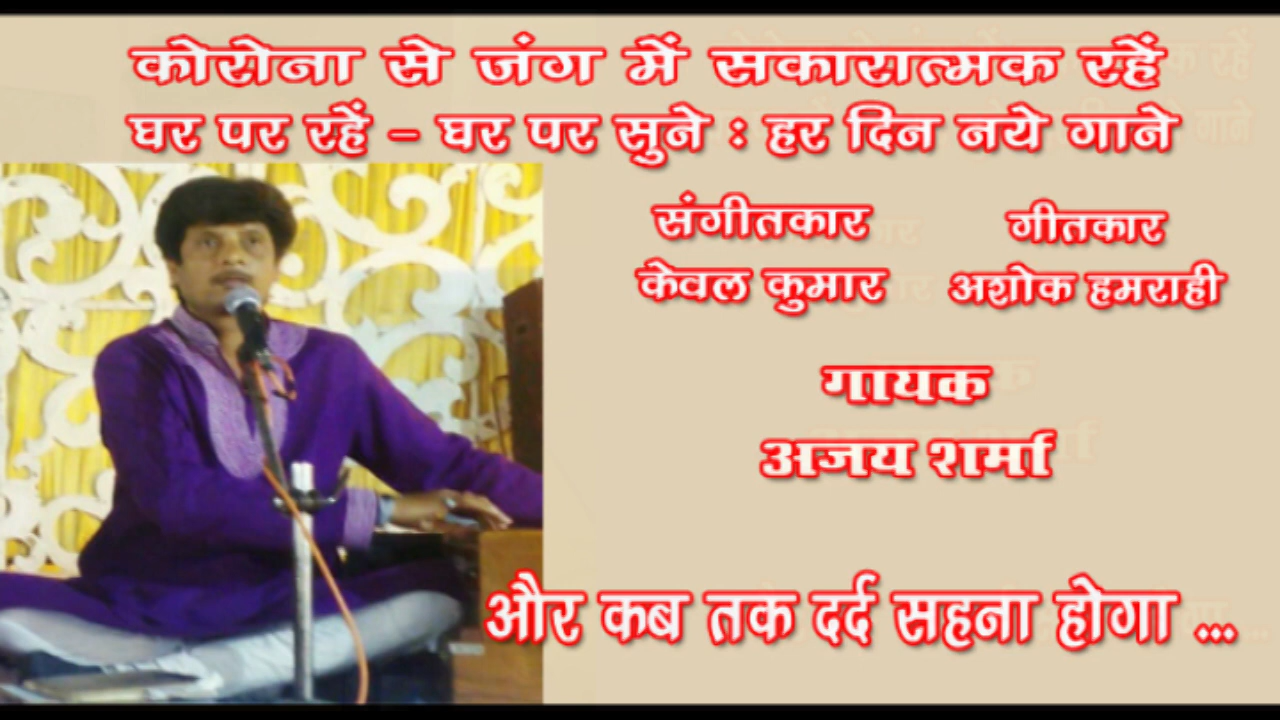 कोरोना से जंग में सकारात्मक रहें
घर पर रहें - घर पर सुने : हर दिन नये गाने
संगीतकार
केवल कुमार
गीतकार
अशोक हमराही
गायक
अजय शर्मा
और कब तक दर्द सहना होगा ...